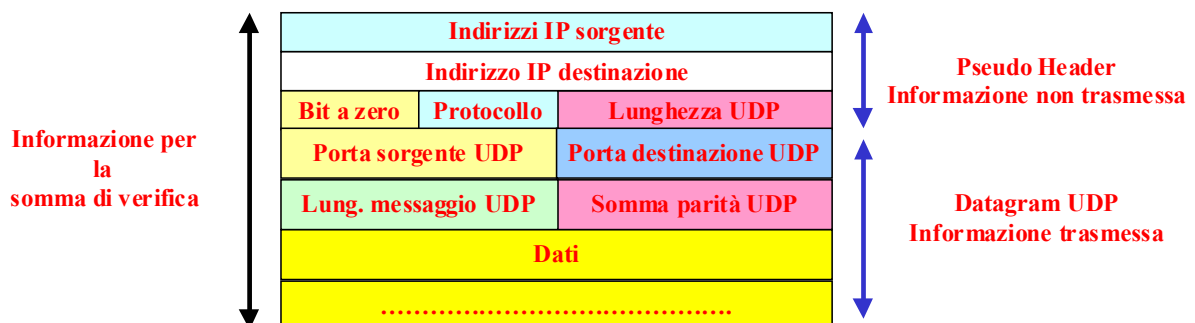 Indirizzi IP sorgente
Indirizzo IP destinazione
Bit a zero Protocollo Lunghezza UDP
Porta sorgente UDP Porta destinazione UDP
Lung. messaggio UDP Somma parità UDP
Dati
……………………………….
Informazione per
la
somma di verifica
Pseudo Header
Informazione non trasmessa
Datagram UDP
Informazione trasmessa